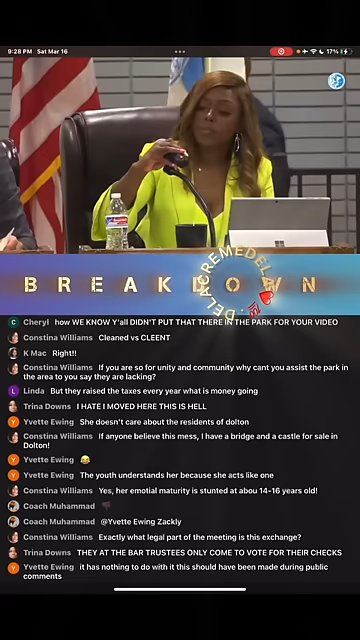 9:28 PM Sat Mar 16
17%
BREAKDOWN
DELACREMEDELA
C Cheryl how WE KNOW Y'all DIDN'T PUT THAT THERE IN THE PARK FOR YOUR VIDEO
Constina Williams Cleaned vs CLEENT
K Mac Right!!
Constina Williams If you are so for unity and community why cant you assist the park in
the area to you say they are lacking?
L Linda But they raised the taxes every year what is money going
Trina Downs I HATE I MOVED HERE THIS IS HELL
Y Yvette Ewing She doesn't care about the residents of dolton
Constina Williams If anyone believe this mess, I have a bridge and a castle for sale in
Dolton!
Y Yvette Ewing 😂
Y Yvette Ewing The youth understands her because she acts like one
Constina Williams Yes, her emotial maturity is stunted at abou 14-16 years old!
Coach Muhammad
Coach Muhammad @Yvette Ewing Zackly
Constina Williams Exactly what legal part of the meeting is this exchange?
Trina Downs THEY AT THE BAR TRUSTEES ONLY COME TO VOTE FOR THEIR CHECKS
Y Yvette Ewing it has nothing to do with it this should have been made during public
comments